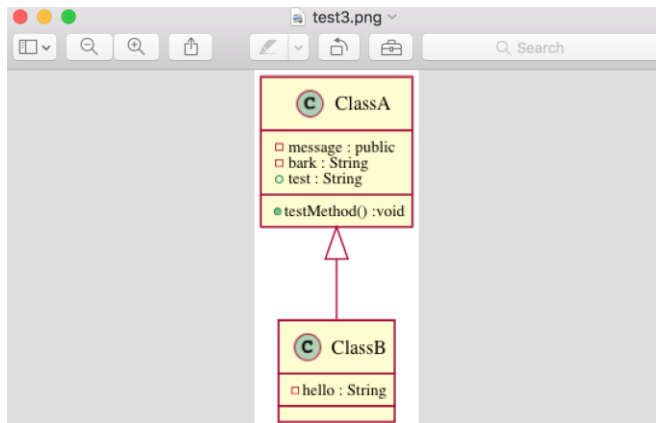 test3.png
Search
C ClassA
message : public
bark : String
test : String
testMethod() :void
C ClassB
hello : String